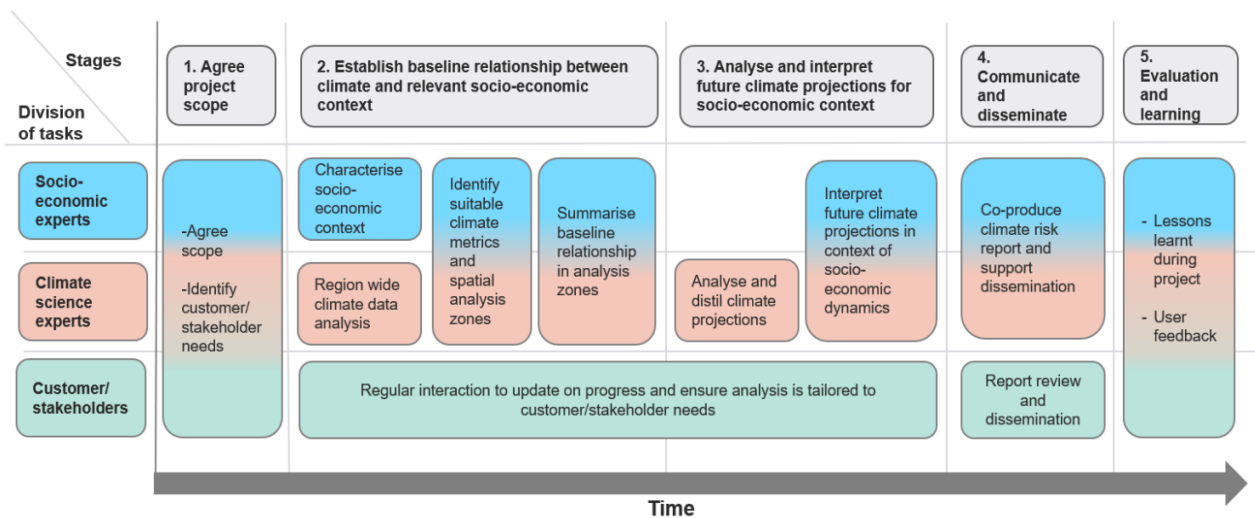 Stages
Division
of tasks
1. Agree
project
scope
2. Establish baseline relationship between
climate and relevant socio-economic
context
3. Analyse and interpret
future climate projections for
socio-economic context
4.
Communicate
and
disseminate
5.
Evaluation
and
learning
Socio-
economic
experts
Climate
science
experts
Customer/
stakeholders
-Agree
scope
-Identify
customer/
stakeholder
needs
Characterise
socio-
economic
context
Region wide
climate data
analysis
Identify
suitable
climate
metrics
and
spatial
analysis
zones
Summarise
baseline
relationship
in analysis
zones
Analyse and
distil climate
projections
Interpret
future climate
projections in
context of
socio-
economic
dynamics
Regular interaction to update on progress and ensure analysis is tailored to
customer/stakeholder needs
Co-produce
climate risk
report and
support
dissemination
Report review
and
dissemination
- Lessons
learnt
during
project
- User
feedback
Time